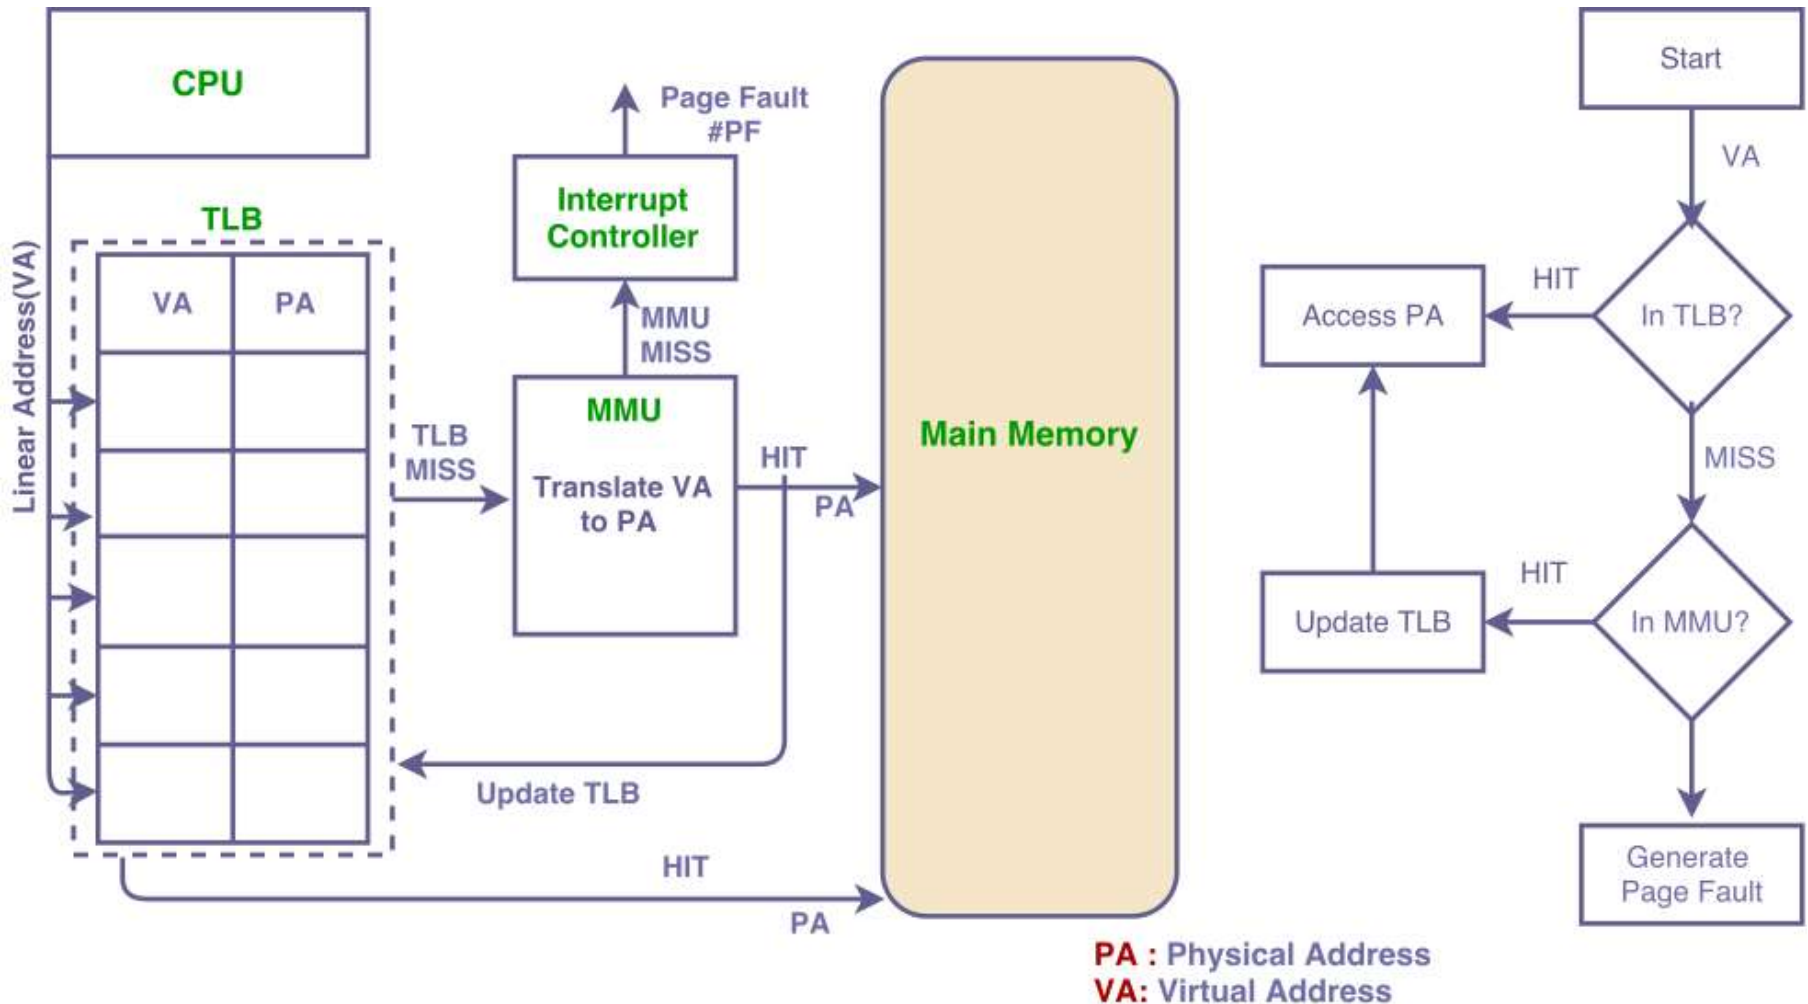 CPU
TLB
Linear Address(VA)
VA
PA
TLB
MISS
Page Fault
#PF
Interrupt
Controller
MMU
MISS
MMU
Translate VA
to PA
HIT
PA
Update TLB
HIT
PA
Main Memory
Start
VA
In TLB?
HIT
Access PA
MISS
In MMU?
HIT
Update TLB
Generate
Page Fault
PA : Physical Address
VA: Virtual Address